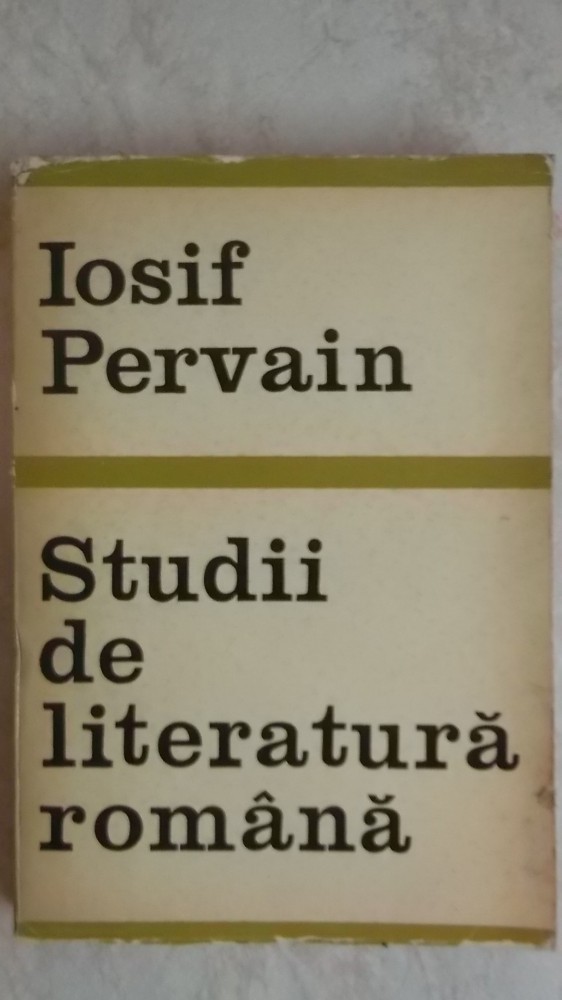 Iosif
Pervain
Studii
de
literatură
română